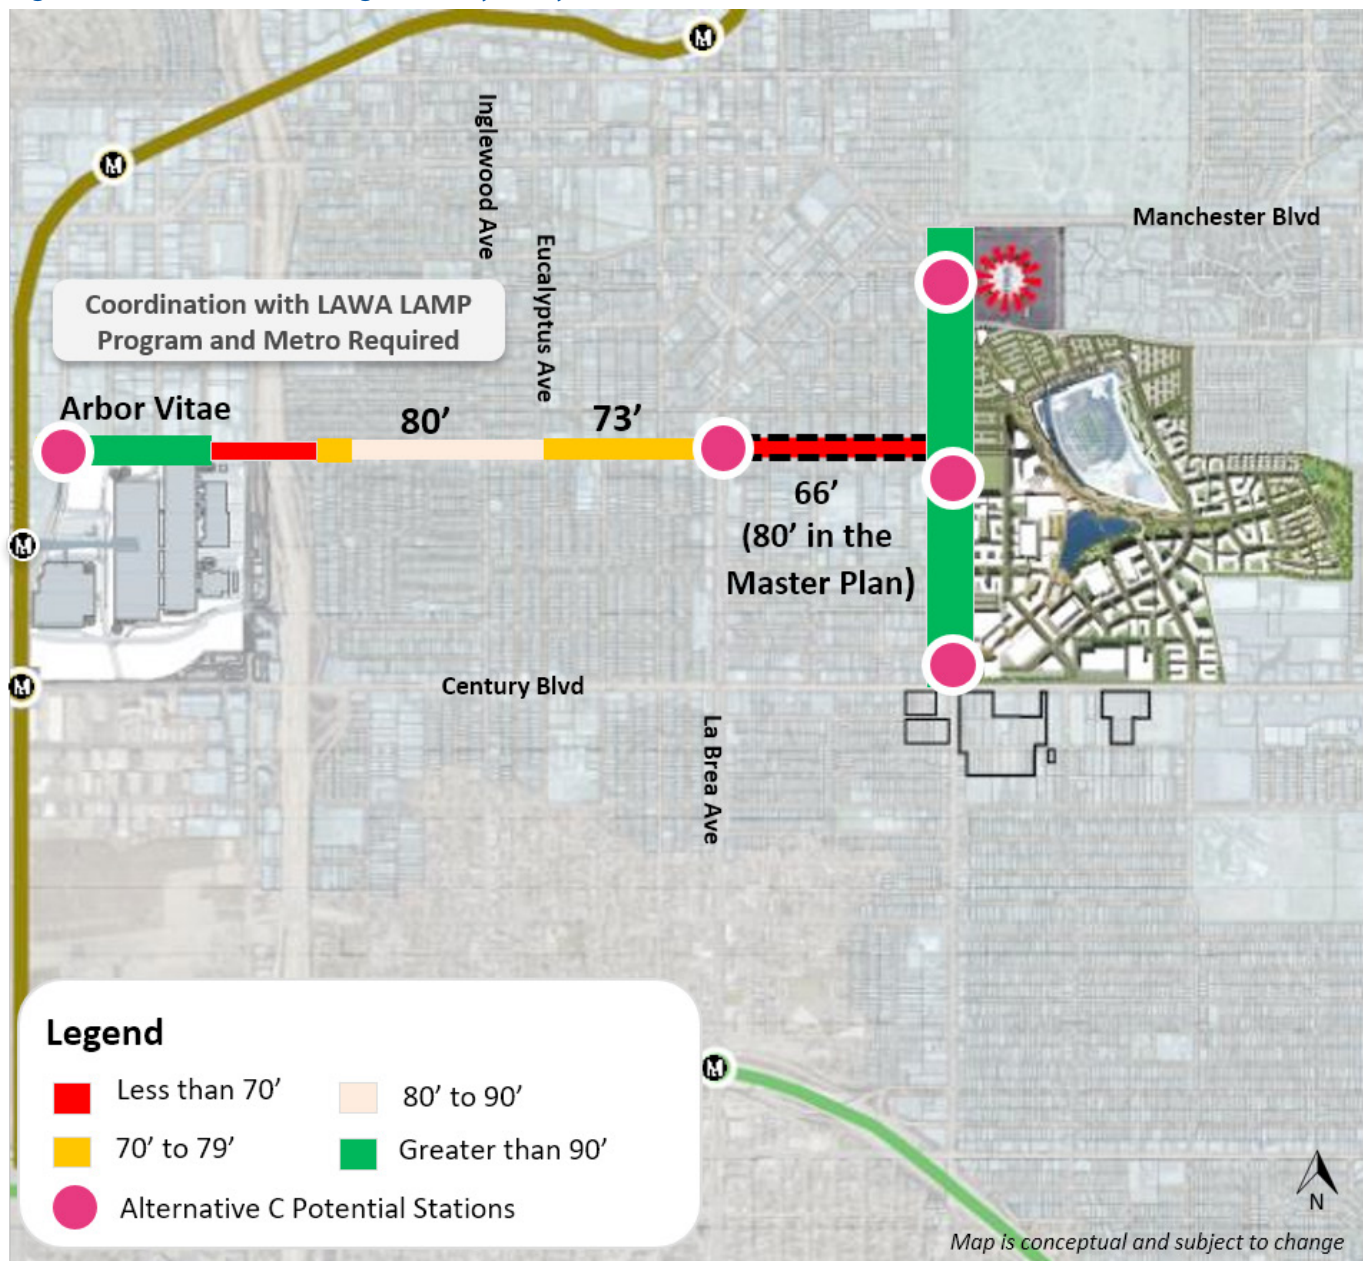 Inglewood Ave
Manchester Blvd
Eucalyptus Ave
Coordination with LAWA LAMP
Program and Metro Required
Arbor Vitae
80’
73’
66’
(80’ in the
Master Plan)
Century Blvd
La Brea Ave
Legend
Less than 70’
80’ to 90’
70’ to 79’
Greater than 90’
Alternative C Potential Stations
N
Map is conceptual and subject to change
M
M
M
M
M